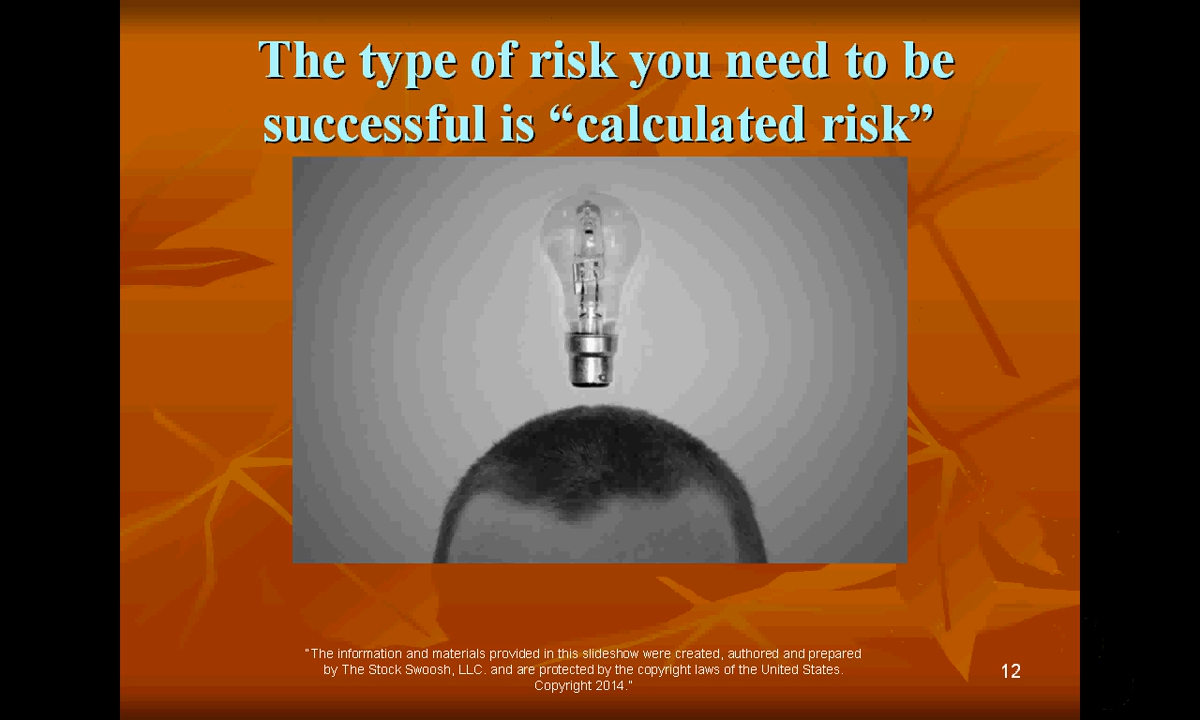 The type of risk you need to be
successful is “calculated risk”
"The information and materials provided in this slideshow were created, authored and prepared
by The Stock Swoosh, LLC. and are protected by the copyright laws of the United States.
Copyright 2014."
12